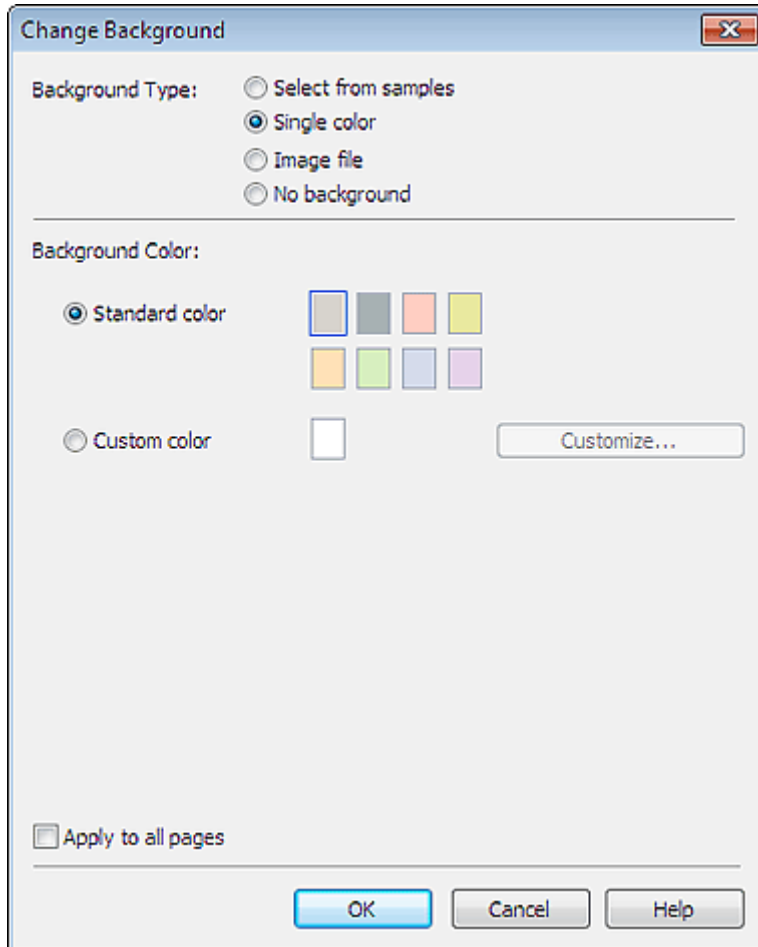 Change Background
Background Type:
Select from samples
Single color
Image file
No background
Background Color:
Standard color
Custom color
Customize...
Apply to all pages
OK
Cancel
Help